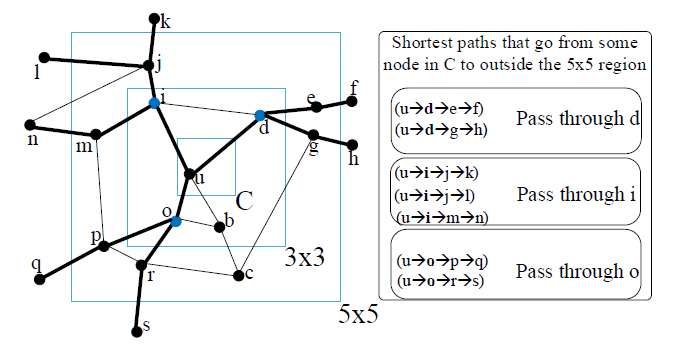 k
l
j
i
n
m
u
C
o
b
p
q
r
c
s
d
e
f
g
h
3x3
5x5
Shortest paths that go from some
node in C to outside the 5x5 region
(u→d→e→f)
(u→d→g→h)
Pass through d
(u→i→j→k)
(u→i→j→l)
(u→i→m→n)
Pass through i
(u→o→p→q)
(u→o→r→s)
Pass through o